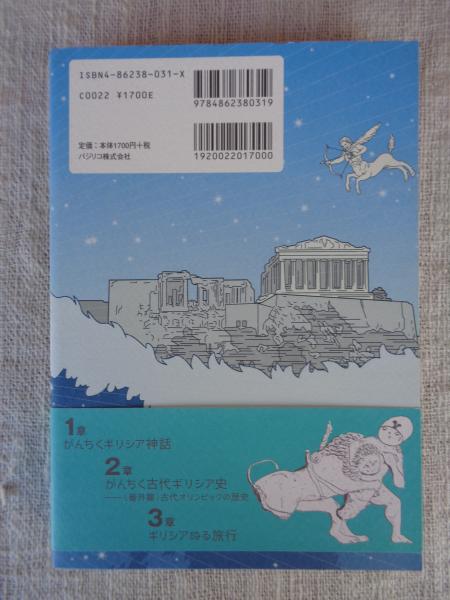 ISBN4-86238-031-X
C0022 ¥1700E
9784862380319
定価：本体1700円＋税
バジリコ株式会社
1920022017000
1章
がんちくギリシア神話
2章
がんちく古代ギリシア史
――〈番外篇〉古代オリンピックの歴史
3章
ギリシアゆる旅行